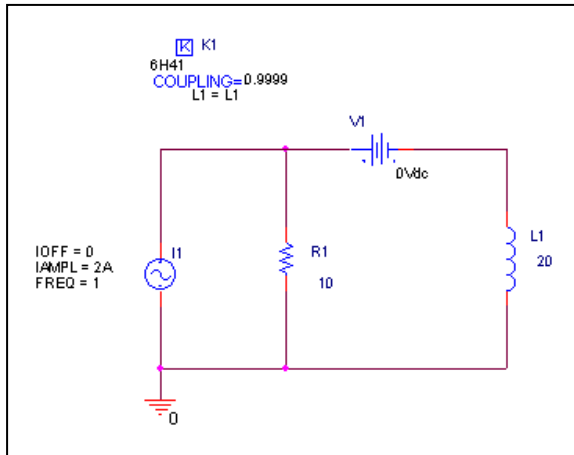 K K1
6H41
COUPLING=0.9999
L1 = L1
V1
0Vdc
IOFF = 0
IAMPL = 2A
FREQ = 1
I1
R1
10
L1
20
0